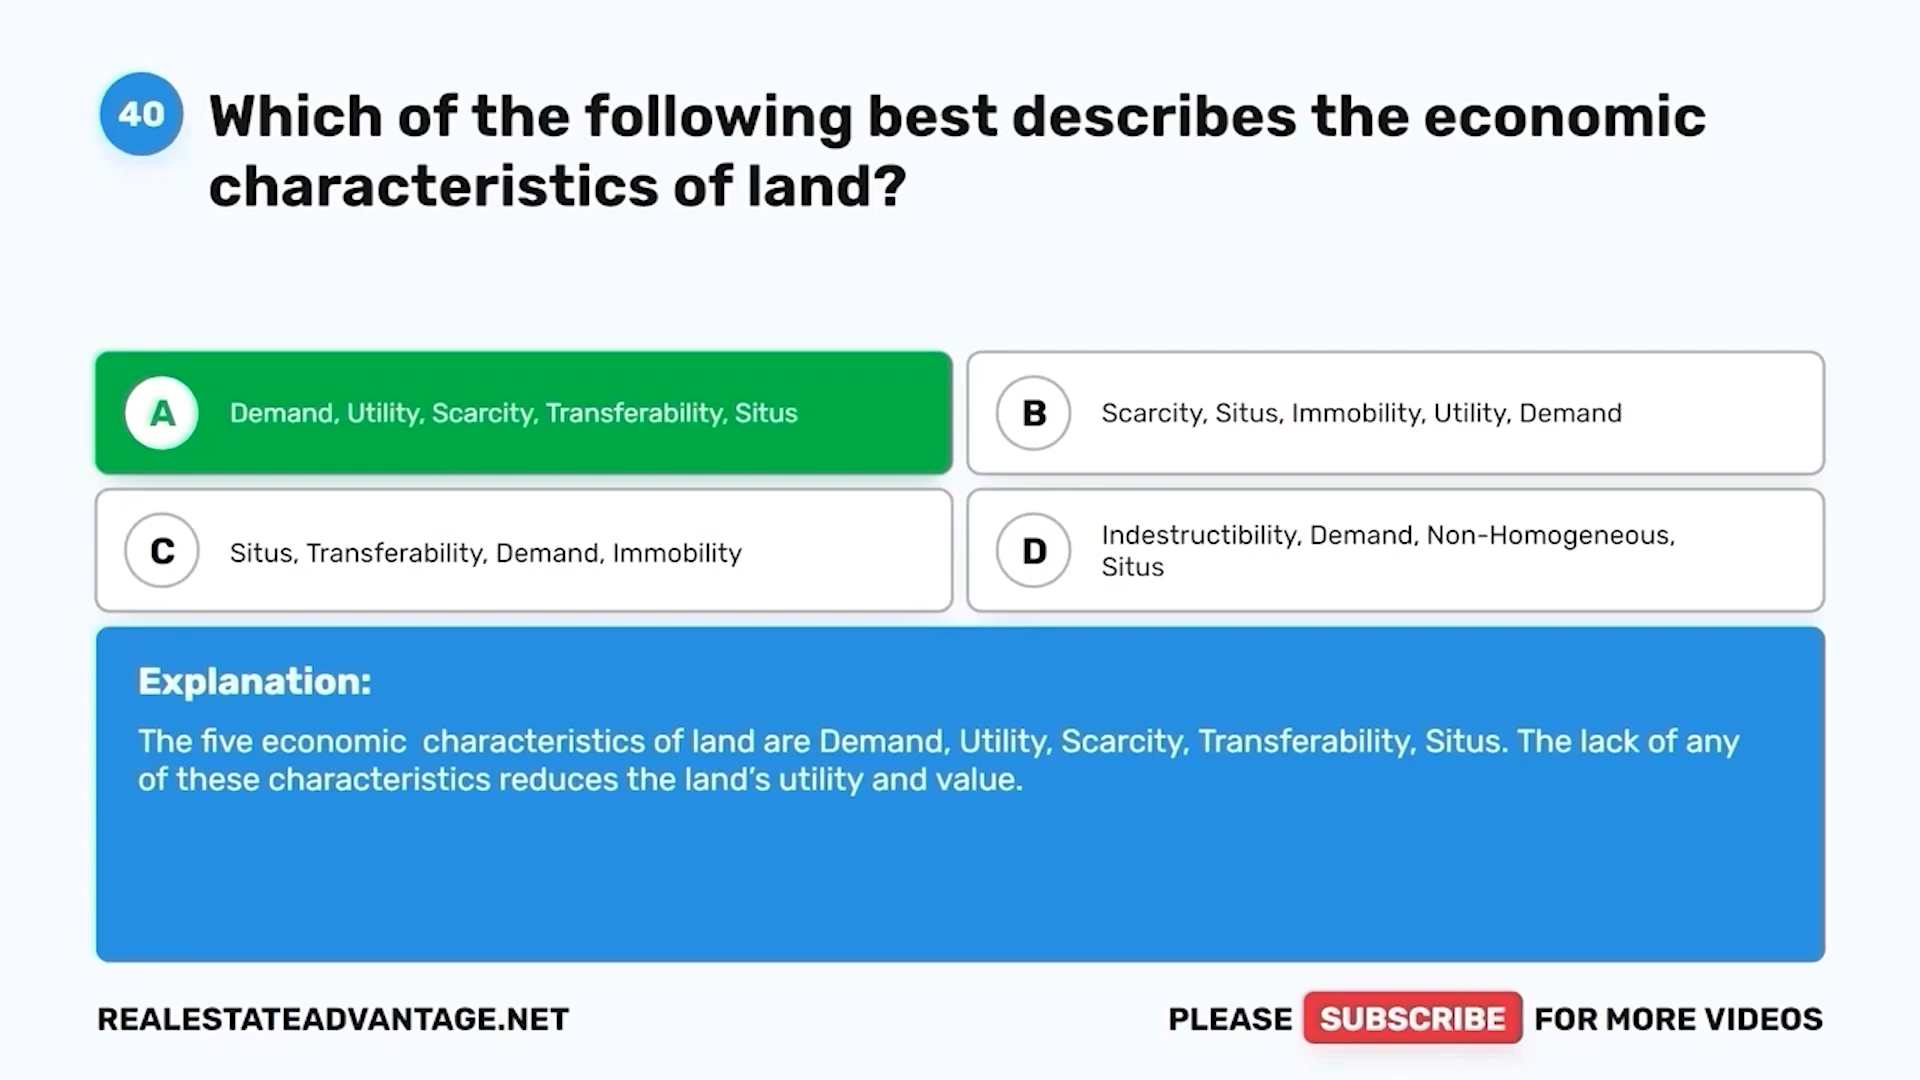 40
Which of the following best describes the economic
characteristics of land?
A
Demand, Utility, Scarcity, Transferability, Situs
B
Scarcity, Situs, Immobility, Utility, Demand
C
Situs, Transferability, Demand, Immobility
D
Indestructibility, Demand, Non-Homogeneous,
Situs
Explanation:
The five economic  characteristics of land are Demand, Utility, Scarcity, Transferability, Situs. The lack of any
of these characteristics reduces the land's utility and value.
REALESTATEADVANTAGE.NET
PLEASE SUBSCRIBE FOR MORE VIDEOS